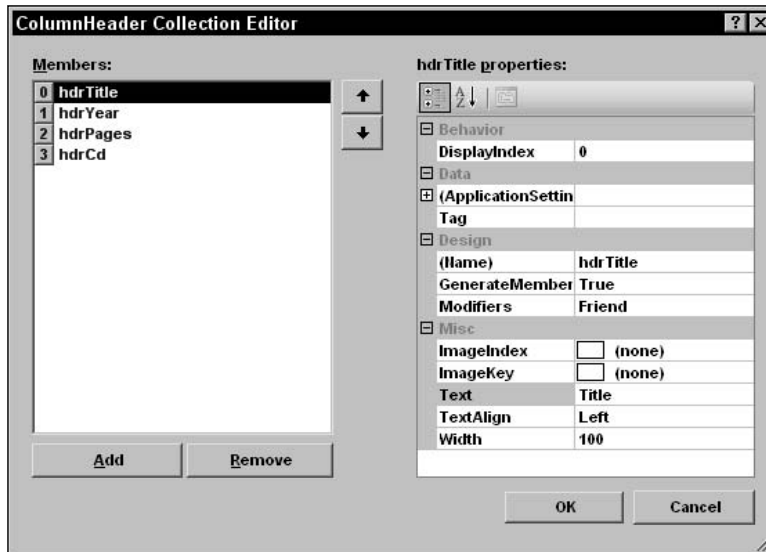 ColumnHeader Collection Editor
Members:
0 hdrTitle
1 hdrYear
2 hdrPages
3 hdrCd
Add
Remove
hdrTitle properties:
A
Z
Behavior
DisplayIndex 0
Data
(ApplicationSettin
Tag
Design
(Name) hdrTitle
GenerateMember True
Modifiers Friend
Misc
ImageIndex (none)
ImageKey (none)
Text Title
TextAlign Left
Width 100
OK
Cancel